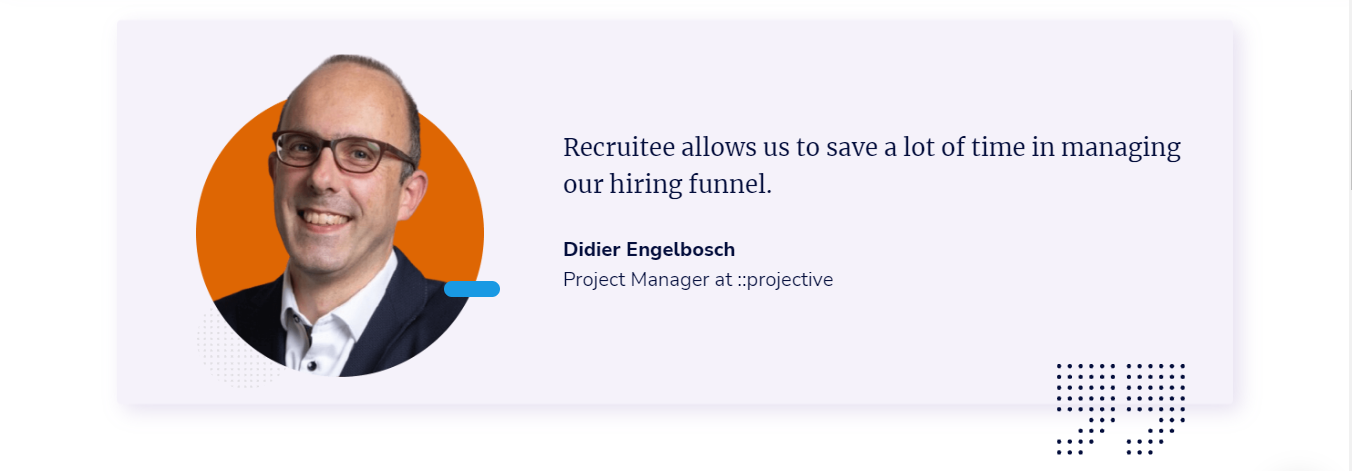 Recruitee allows us to save a lot of time in managing
our hiring funnel.
Didier Engelbosch
Project Manager at ::projective